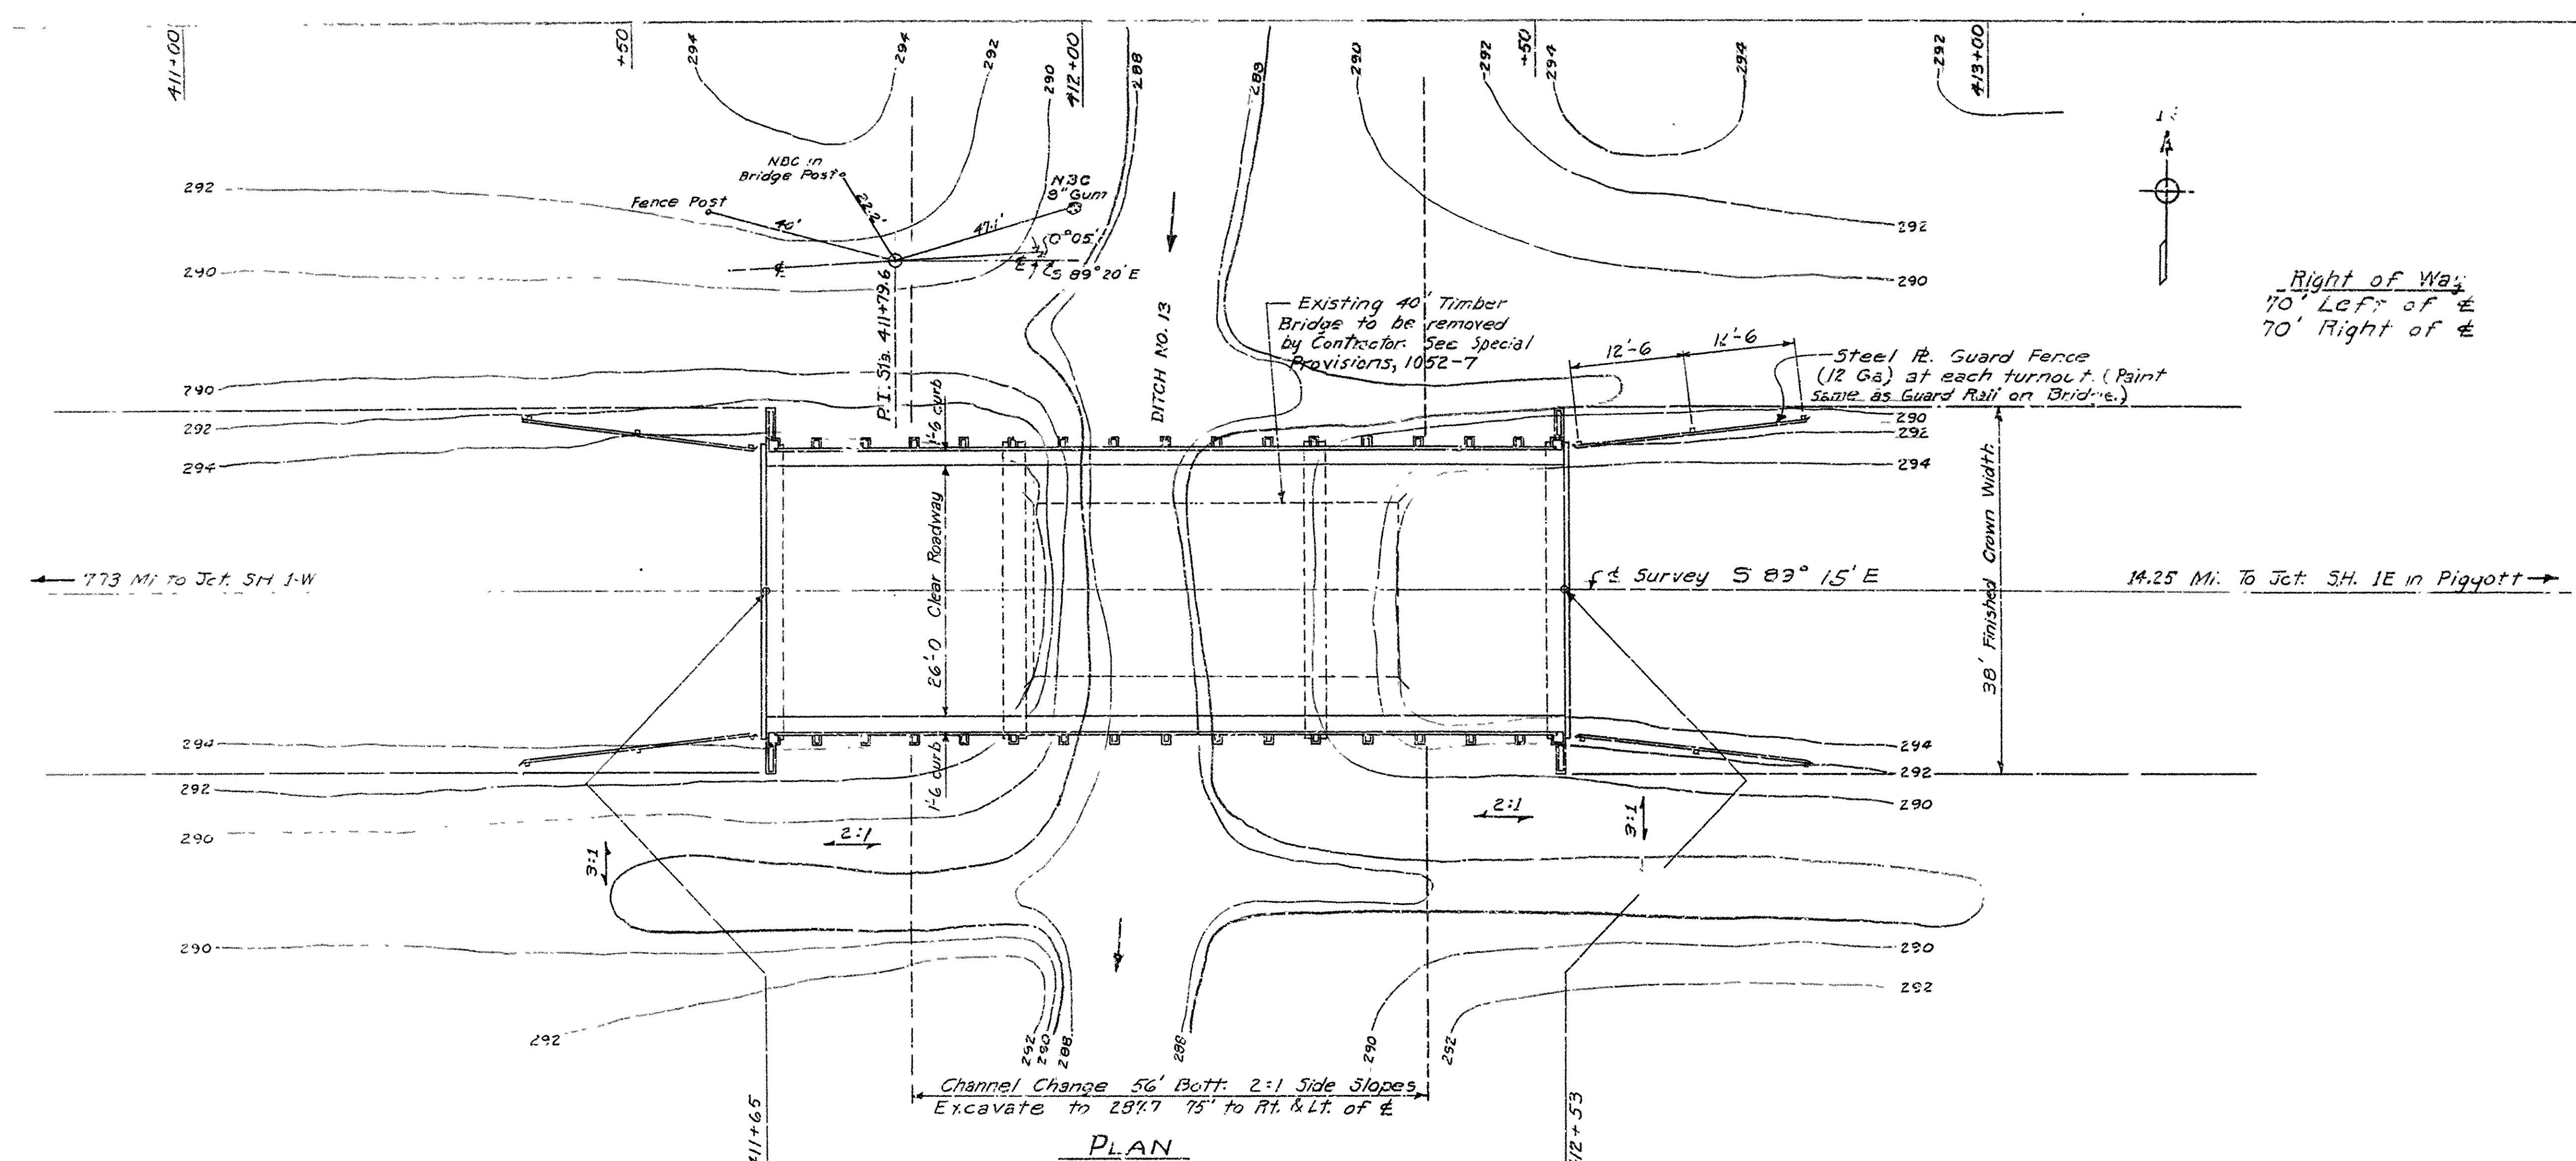 411+00
+50
294
294
292
290
412+00
288
288
290
292
+50
294
294
292
413+00
NBC in
Bridge Post
Fence Post
40'
22.2'
47.1'
NBC
8" Gum
0°05'
℄
℄
S 89°20' E
P.I. Sta. 411+79.6
DITCH NO. 13
292
290
290
292
294
Existing 40' Timber
Bridge to be removed
by Contractor. See Special
Provisions, 1052-7
12'-6
12'-6
Steel ℄. Guard Fence
(12 Ga) at each turnout. (Paint
same as Guard Rail on Bridge.)
292
290
Right of Way
70' Left of ℄
70' Right of ℄
290
292
294
1'-6 curb
26'-0 Clear Roadway
1'-6 curb
38' Finished Crown Width
773 Mi to Jct. SH 1-W
℄ Survey S 89° 15' E
14.25 Mi. To Jct. S.H. 1E in Piggott
294
292
290
290
292
3:1
2:1
2:1
3:1
294
292
290
290
292
292
290
288
288
290
292
Channel Change 56' Bott. 2:1 Side Slopes
Excavate to 287.7 75' to Rt. & Lt. of ℄
411+65
412+53
PLAN